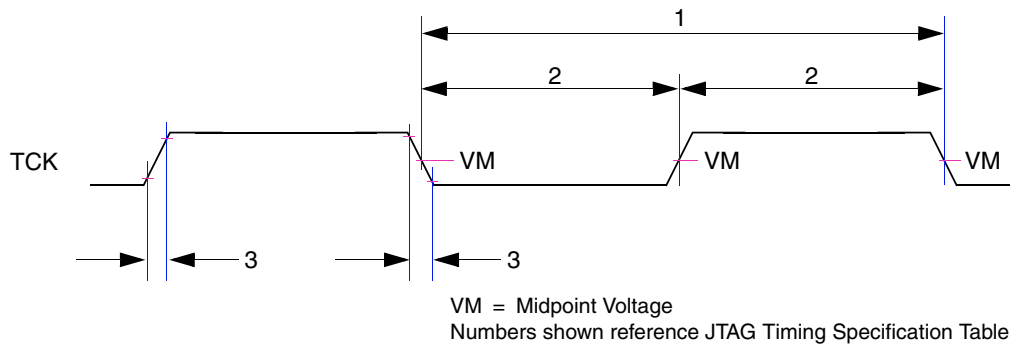 1
2 2
TCK VM VM VM
3 3
VM = Midpoint Voltage
Numbers shown reference JTAG Timing Specification Table